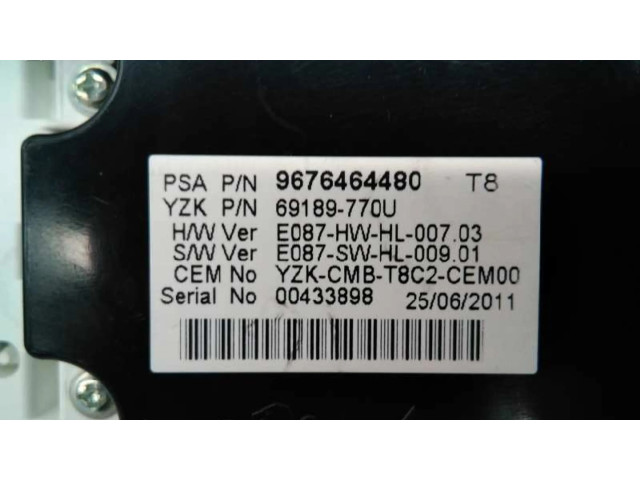 PSA P/N 9676464480 T8
YZK P/N 69189-770U
H/W Ver E087-HW-HL-007.03
S/W Ver E087-SW-HL-009.01
CEM No YZK-CMB-T8C2-CEM00
Serial No 00433898 25/06/2011